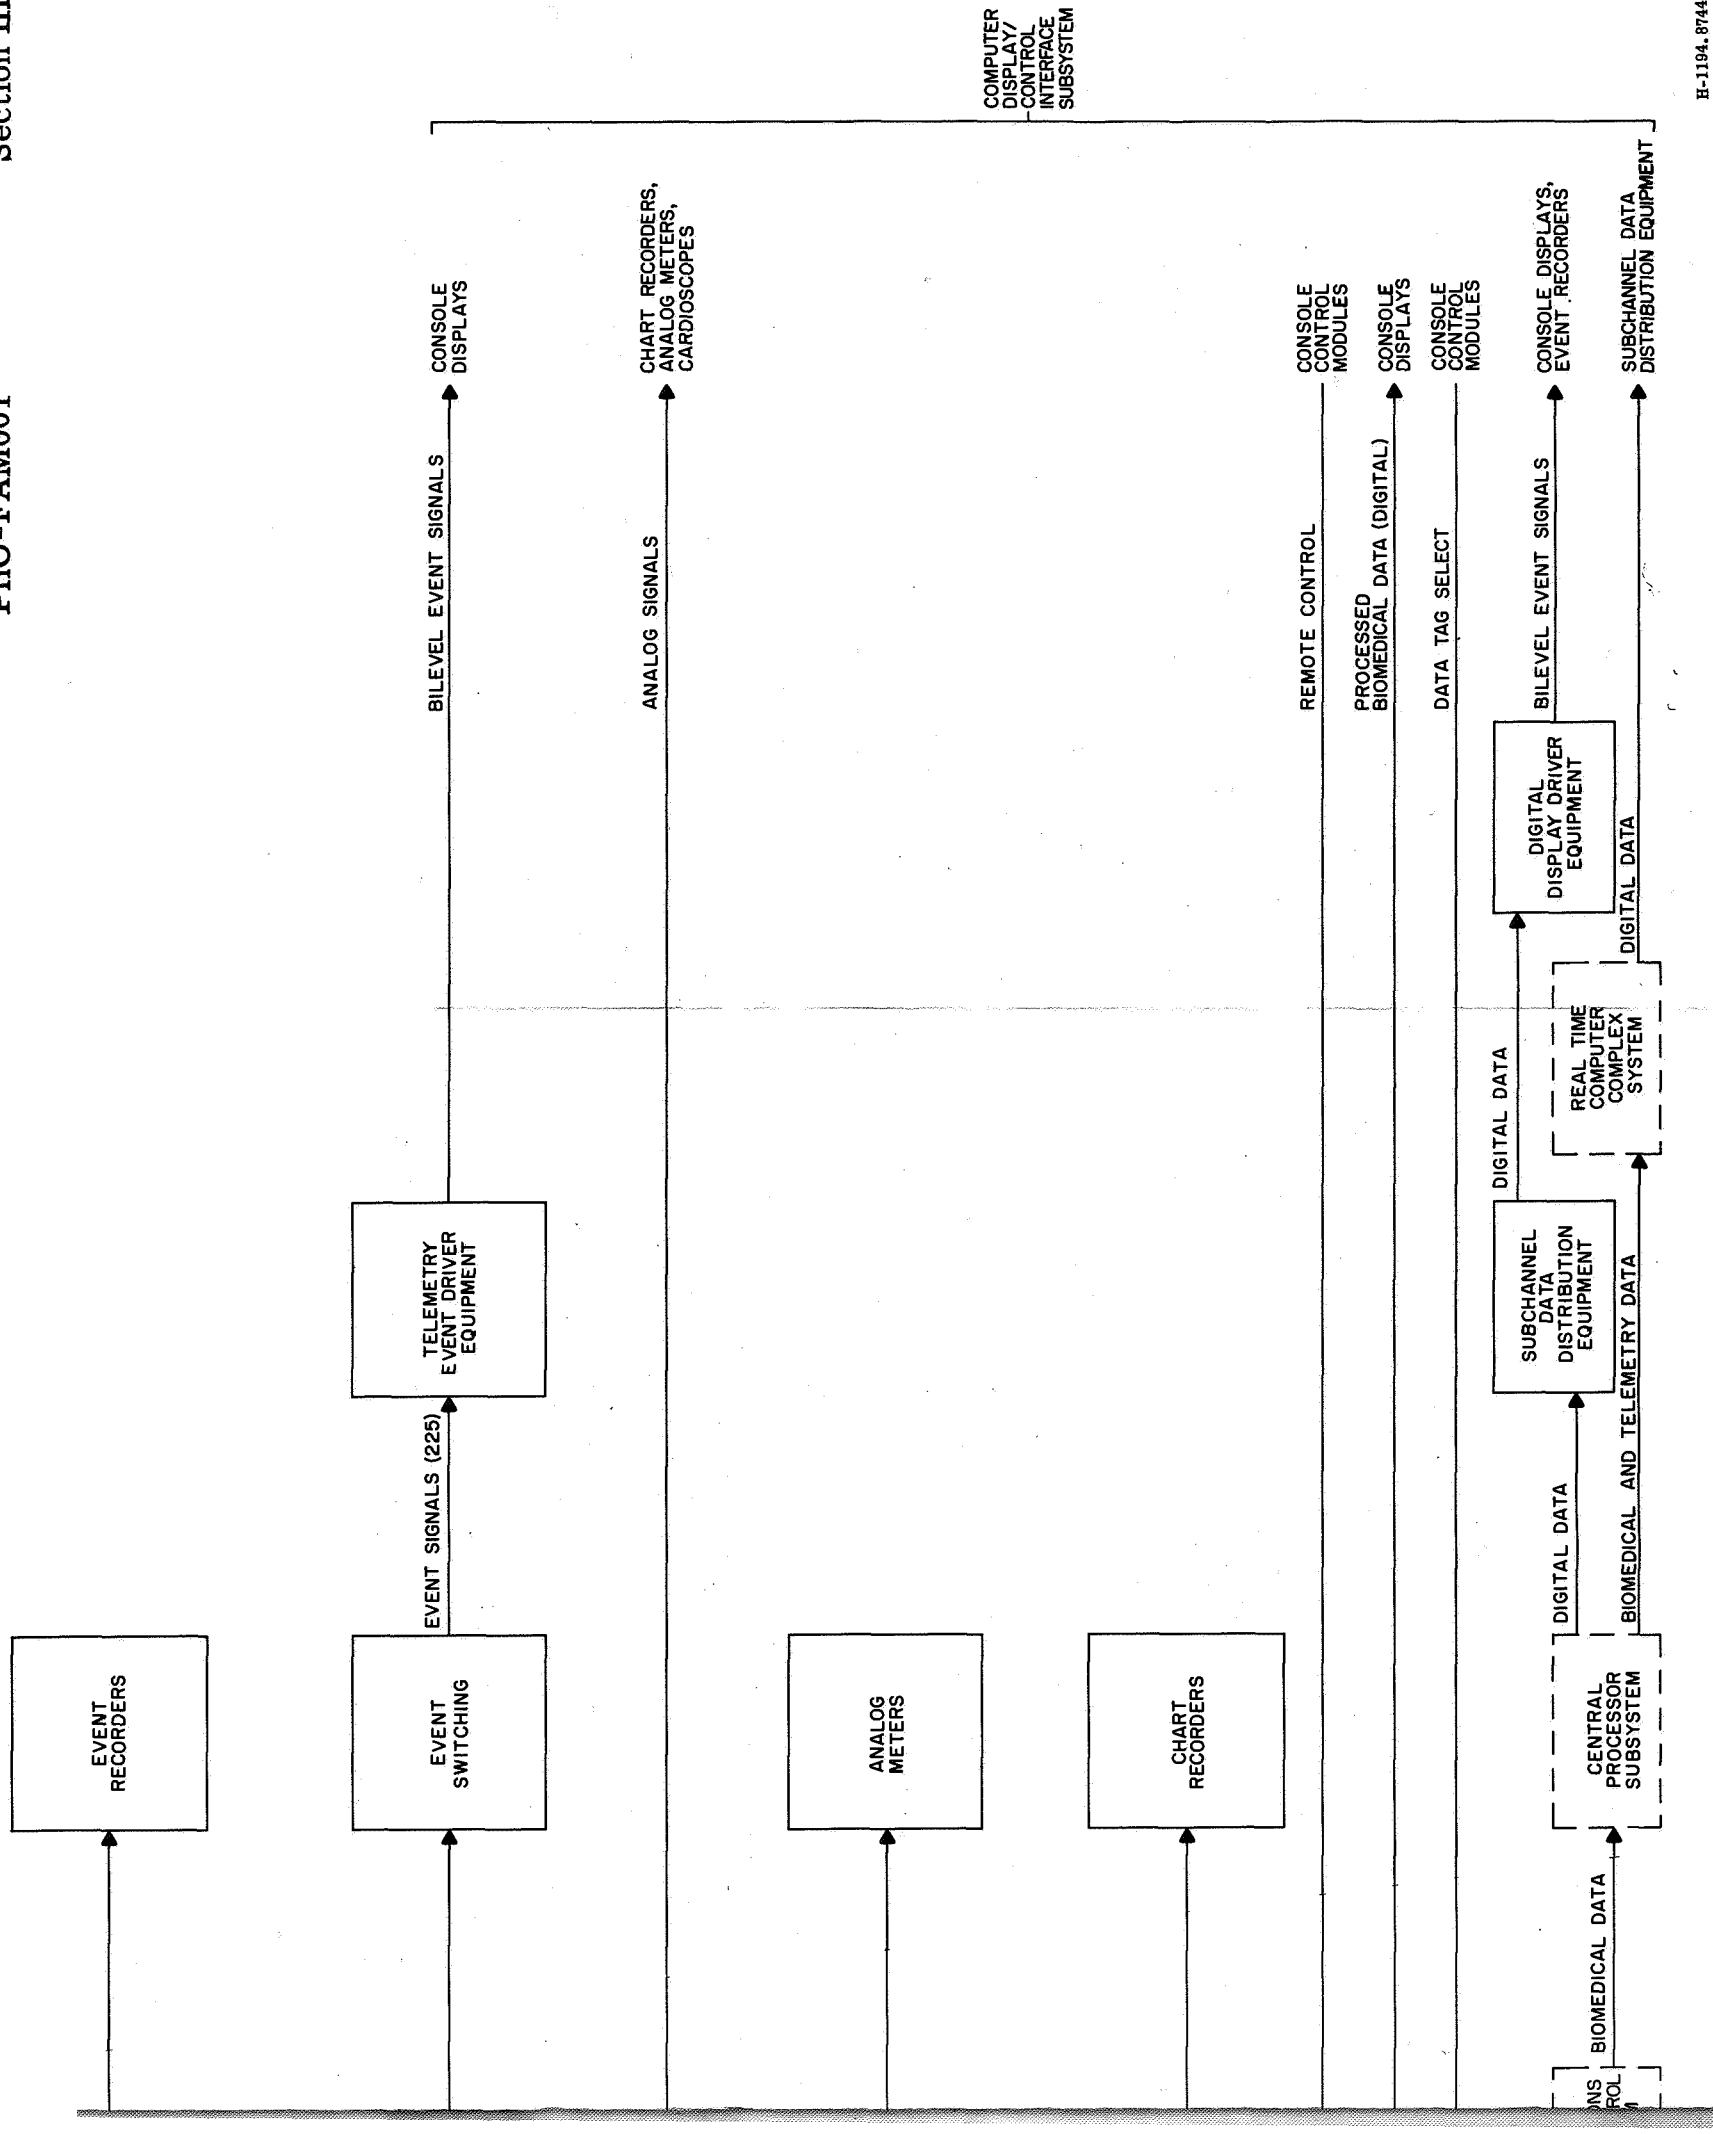 Section III
PHO-FAM001
EVENT
RECORDERS
EVENT
SWITCHING
EVENT SIGNALS (225)
TELEMETRY
EVENT DRIVER
EQUIPMENT
BILEVEL EVENT SIGNALS
CONSOLE
DISPLAYS
ANALOG SIGNALS
CHART RECORDERS,
ANALOG METERS,
CARDIOSCOPES
ANALOG
METERS
CHART
RECORDERS
COMPUTER
DISPLAY/
CONTROL
INTERFACE
SUBSYSTEM
REMOTE CONTROL
CONSOLE
CONTROL
MODULES
PROCESSED
BIOMEDICAL DATA (DIGITAL)
CONSOLE
DISPLAYS
DATA TAG SELECT
CONSOLE
CONTROL
MODULES
BIOMEDICAL DATA
CENTRAL
PROCESSOR
SUBSYSTEM
DIGITAL DATA
SUBCHANNEL
DATA
DISTRIBUTION
EQUIPMENT
DIGITAL DATA
DIGITAL
DISPLAY DRIVER
EQUIPMENT
BILEVEL EVENT SIGNALS
CONSOLE DISPLAYS,
EVENT RECORDERS
BIOMEDICAL AND TELEMETRY DATA
REAL TIME
COMPUTER
COMPLEX
SYSTEM
DIGITAL DATA
SUBCHANNEL DATA
DISTRIBUTION EQUIPMENT
H-1194.8744